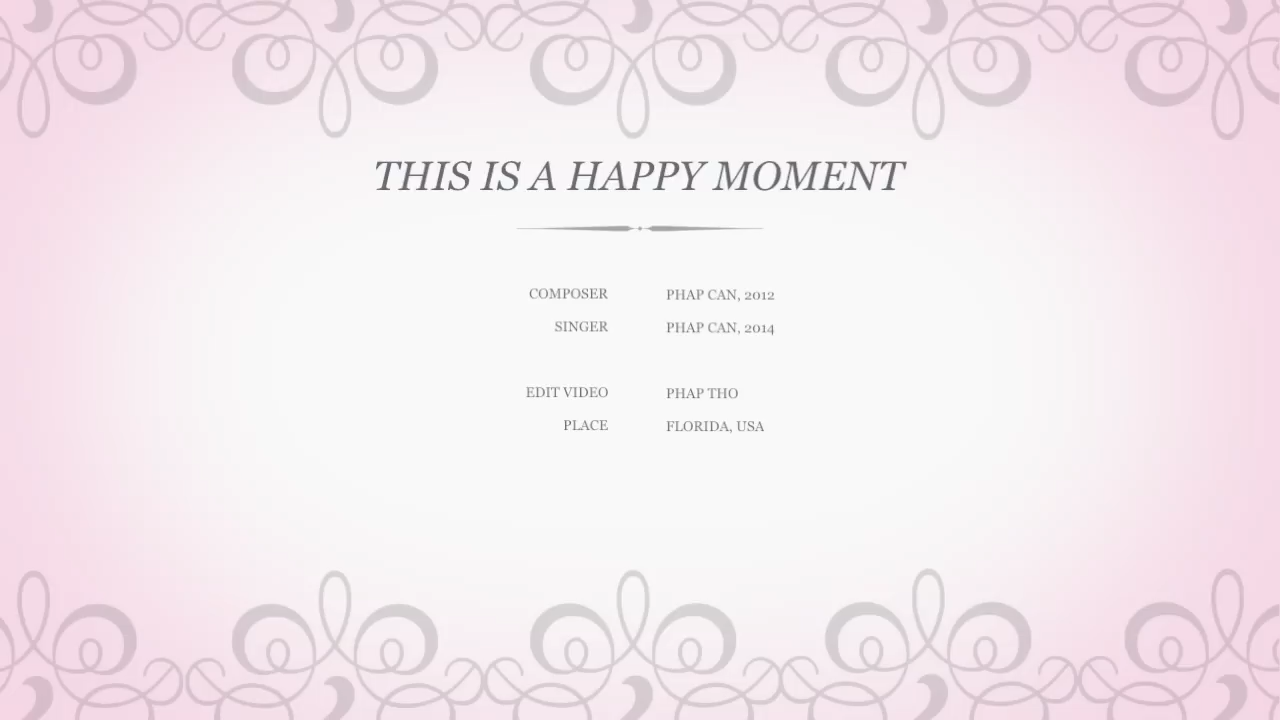 THIS IS A HAPPY MOMENT
COMPOSER PHAP CAN, 2012
SINGER PHAP CAN, 2014
EDIT VIDEO PHAP THO
PLACE FLORIDA, USA